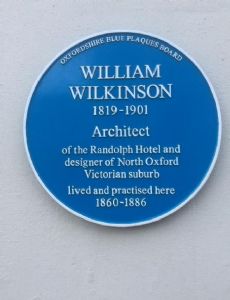 OXFORDSHIRE BLUE PLAQUES BOARD
WILLIAM
WILKINSON
1819-1901
Architect
of the Randolph Hotel and
designer of North Oxford
Victorian suburb
lived and practised here
1860-1886